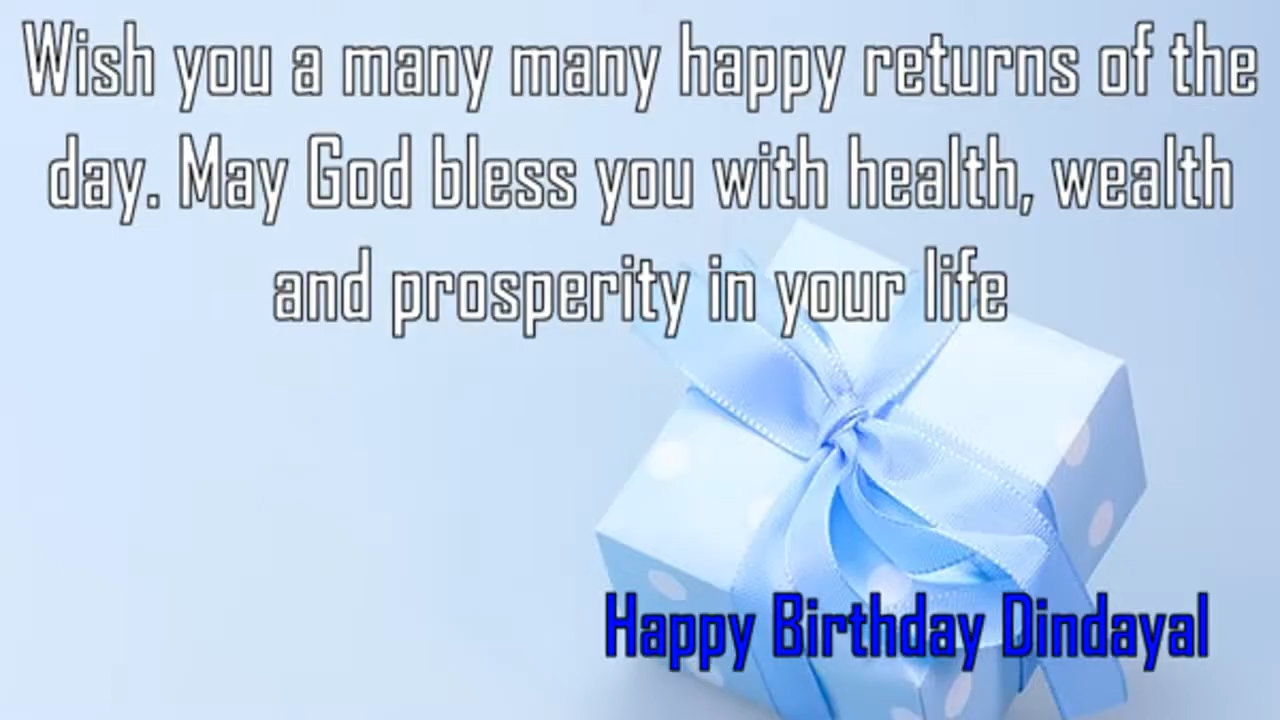 Wish you a many many happy returns of the
day. May God bless you with health, wealth
and prosperity in your life
Happy Birthday Dindayal